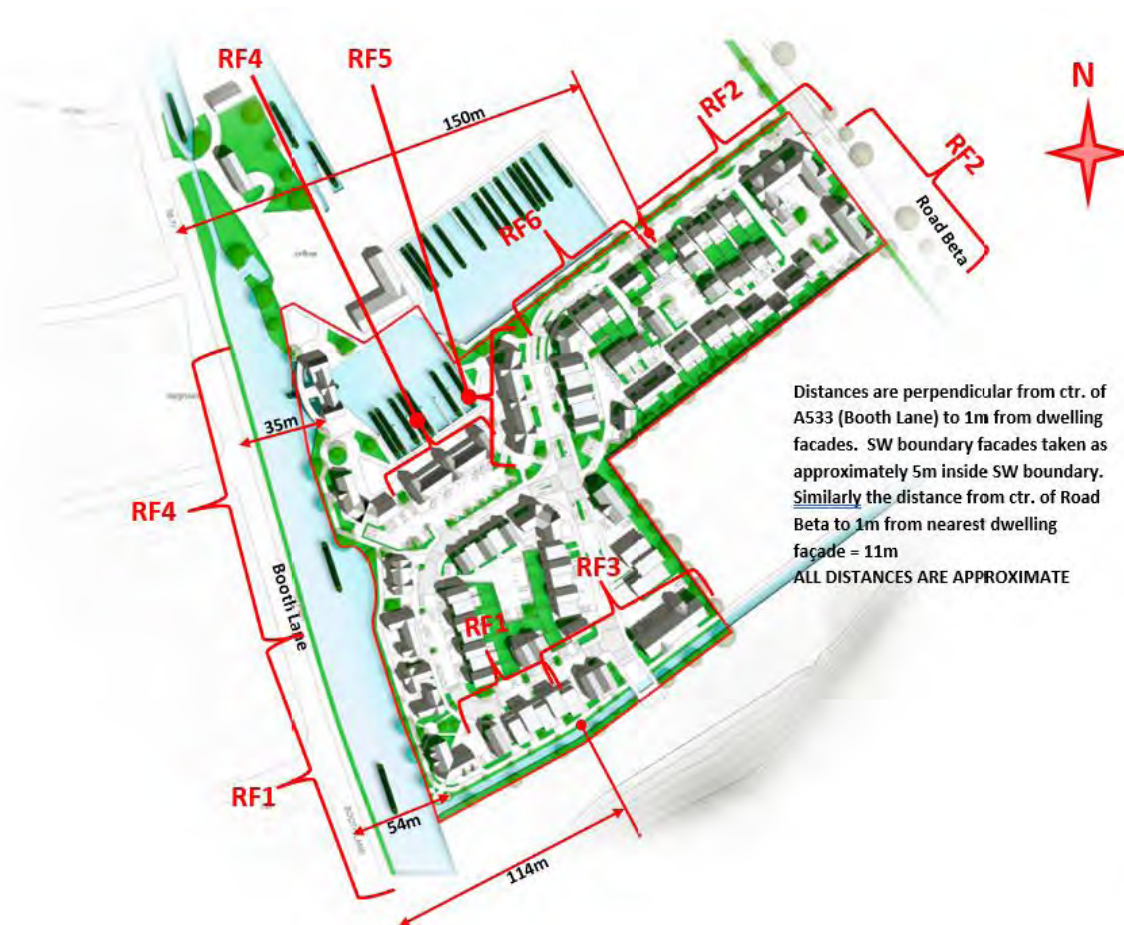 RF4
RF5
150m
RF2
N
RF2
Road Beta
RF6
35m
RF4
Booth Lane
RF3
RF1
RF1
54m
BOOTH LANE
114m
Distances are perpendicular from ctr. of
A533 (Booth Lane) to 1m from dwelling
facades. SW boundary facades taken as
approximately 5m inside SW boundary.
Similarly the distance from ctr. of Road
Beta to 1m from nearest dwelling
façade = 11m
ALL DISTANCES ARE APPROXIMATE